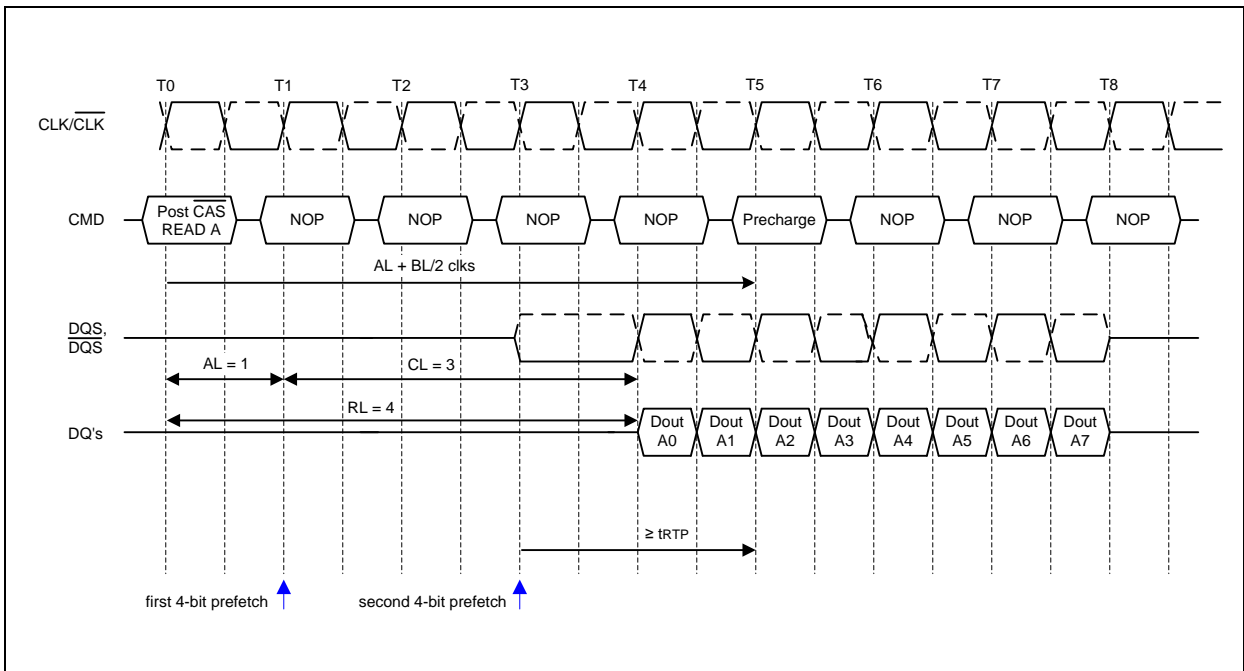 T0 T1 T2 T3 T4 T5 T6 T7 T8
CLK/CLK
CMD
Post CAS
READ A
NOP NOP NOP NOP Precharge NOP NOP NOP
AL + BL/2 clks
DQS,
DQS
AL = 1
CL = 3
RL = 4
DQ's
Dout Dout Dout Dout Dout Dout Dout Dout
A0 A1 A2 A3 A4 A5 A6 A7
≥ tRTP
first 4-bit prefetch
second 4-bit prefetch